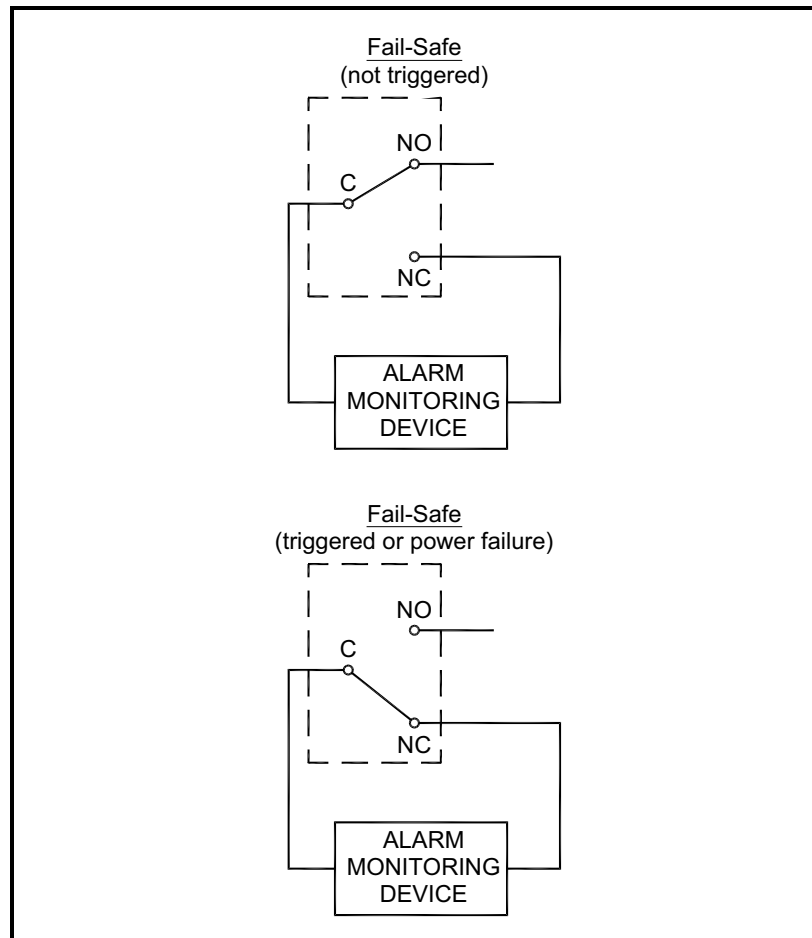 Fail-Safe
(not triggered)
NO
C
NC
ALARM
MONITORING
DEVICE
Fail-Safe
(triggered or power failure)
NO
C
NC
ALARM
MONITORING
DEVICE